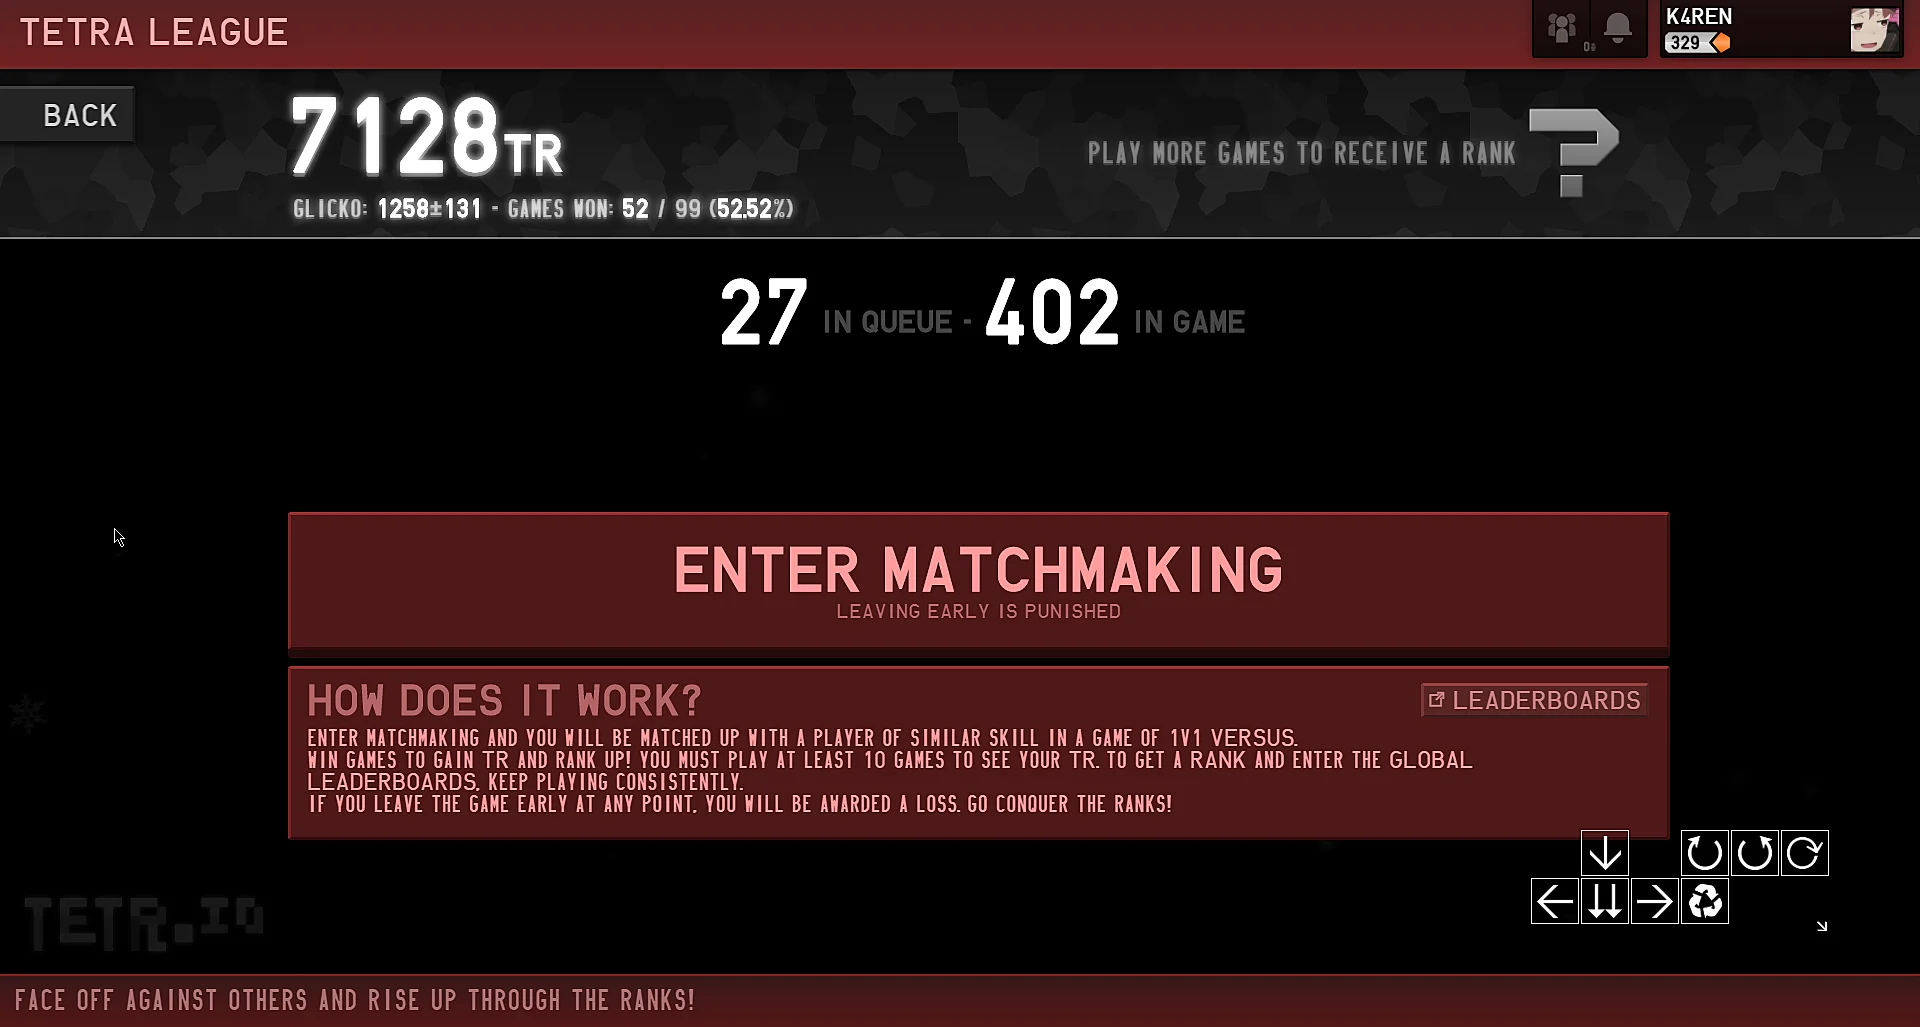 TETRA LEAGUE
K4REN
329
BACK
7128TR
GLICKO: 1258±131 - GAMES WON: 52 / 99 (52.52%)
PLAY MORE GAMES TO RECEIVE A RANK
?
27 IN QUEUE - 402 IN GAME
ENTER MATCHMAKING
LEAVING EARLY IS PUNISHED
HOW DOES IT WORK?
LEADERBOARDS
ENTER MATCHMAKING AND YOU WILL BE MATCHED UP WITH A PLAYER OF SIMILAR SKILL IN A GAME OF 1V1 VERSUS.
WIN GAMES TO GAIN TR AND RANK UP! YOU MUST PLAY AT LEAST 10 GAMES TO SEE YOUR TR. TO GET A RANK AND ENTER THE GLOBAL
LEADERBOARDS, KEEP PLAYING CONSISTENTLY.
IF YOU LEAVE THE GAME EARLY AT ANY POINT, YOU WILL BE AWARDED A LOSS. GO CONQUER THE RANKS!
TETR.IO
FACE OFF AGAINST OTHERS AND RISE UP THROUGH THE RANKS!